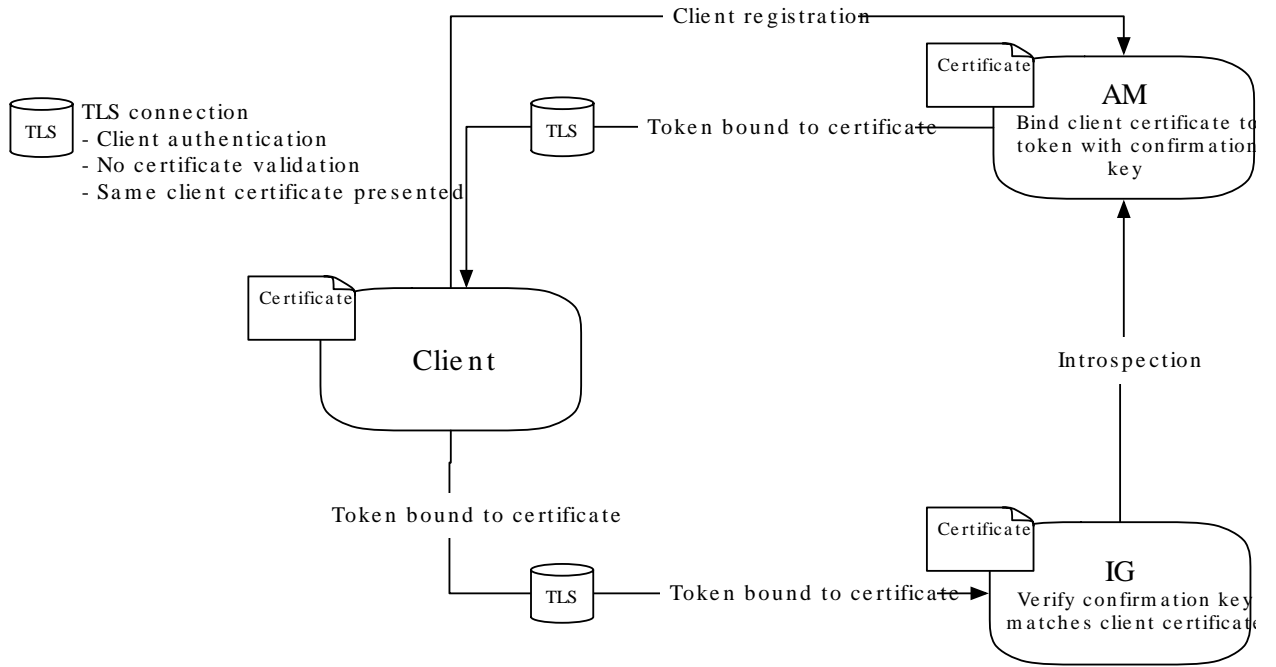 Client registration
Certificate
AM
Bind client certificate to
token with confirmation
key
TLS
TLS connection
- Client authentication
- No certificate validation
- Same client certificate presented
TLS
Token bound to certificate
Certificate
Client
Introspection
Token bound to certificate
Certificate
IG
Verify confirmation key
matches client certificate
TLS
Token bound to certificate